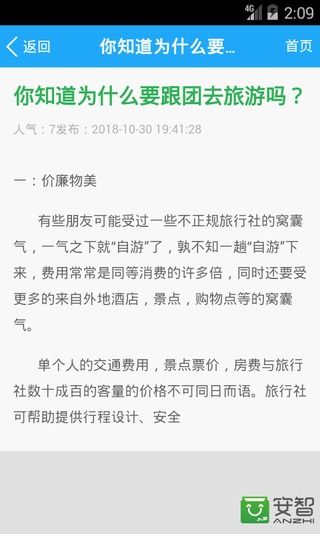 4G 2:09
返回 你知道为什么要... 首页
你知道为什么要跟团去旅游吗？
人气：7发布：2018-10-30 19:41:28
一：价廉物美
有些朋友可能受过一些不正规旅行社的窝囊
气，一气之下就“自游”了，孰不知一趟“自游”下
来，费用常常是同等消费的许多倍，同时还要受
更多的来自外地酒店，景点，购物点等的窝囊
气。
单个人的交通费用，景点票价，房费与旅行
社数十成百的客量的价格不可同日而语。旅行社
可帮助提供行程设计、安全
AZ
安智
ANZHI